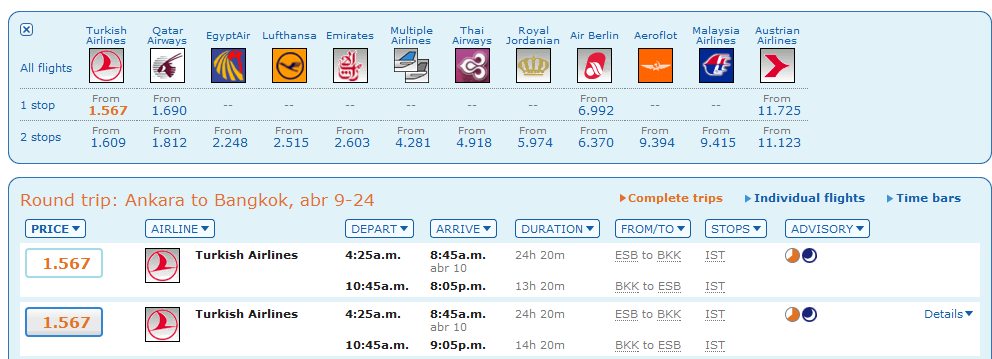 Turkish Airlines Qatar Airways EgyptAir Lufthansa Emirates Multiple Airlines Thai Airways Royal Jordanian Air Berlin Aeroflot Malaysia Airlines Austrian Airlines
All flights
1 stop From 1.567 From 1.690 -- -- -- -- -- -- From 6.992 -- -- From 11.725
2 stops From 1.609 From 1.812 From 2.248 From 2.515 From 2.603 From 4.281 From 4.918 From 5.974 From 6.370 From 9.394 From 9.415 From 11.123
Round trip: Ankara to Bangkok, abr 9-24 Complete trips Individual flights Time bars
PRICE AIRLINE DEPART ARRIVE DURATION FROM/TO STOPS ADVISORY
1.567 Turkish Airlines 4:25a.m. 8:45a.m. 24h 20m ESB to BKK IST
abr 10
10:45a.m. 8:05p.m. 13h 20m BKK to ESB IST
1.567 Turkish Airlines 4:25a.m. 8:45a.m. 24h 20m ESB to BKK IST Details
abr 10
10:45a.m. 9:05p.m. 14h 20m BKK to ESB IST